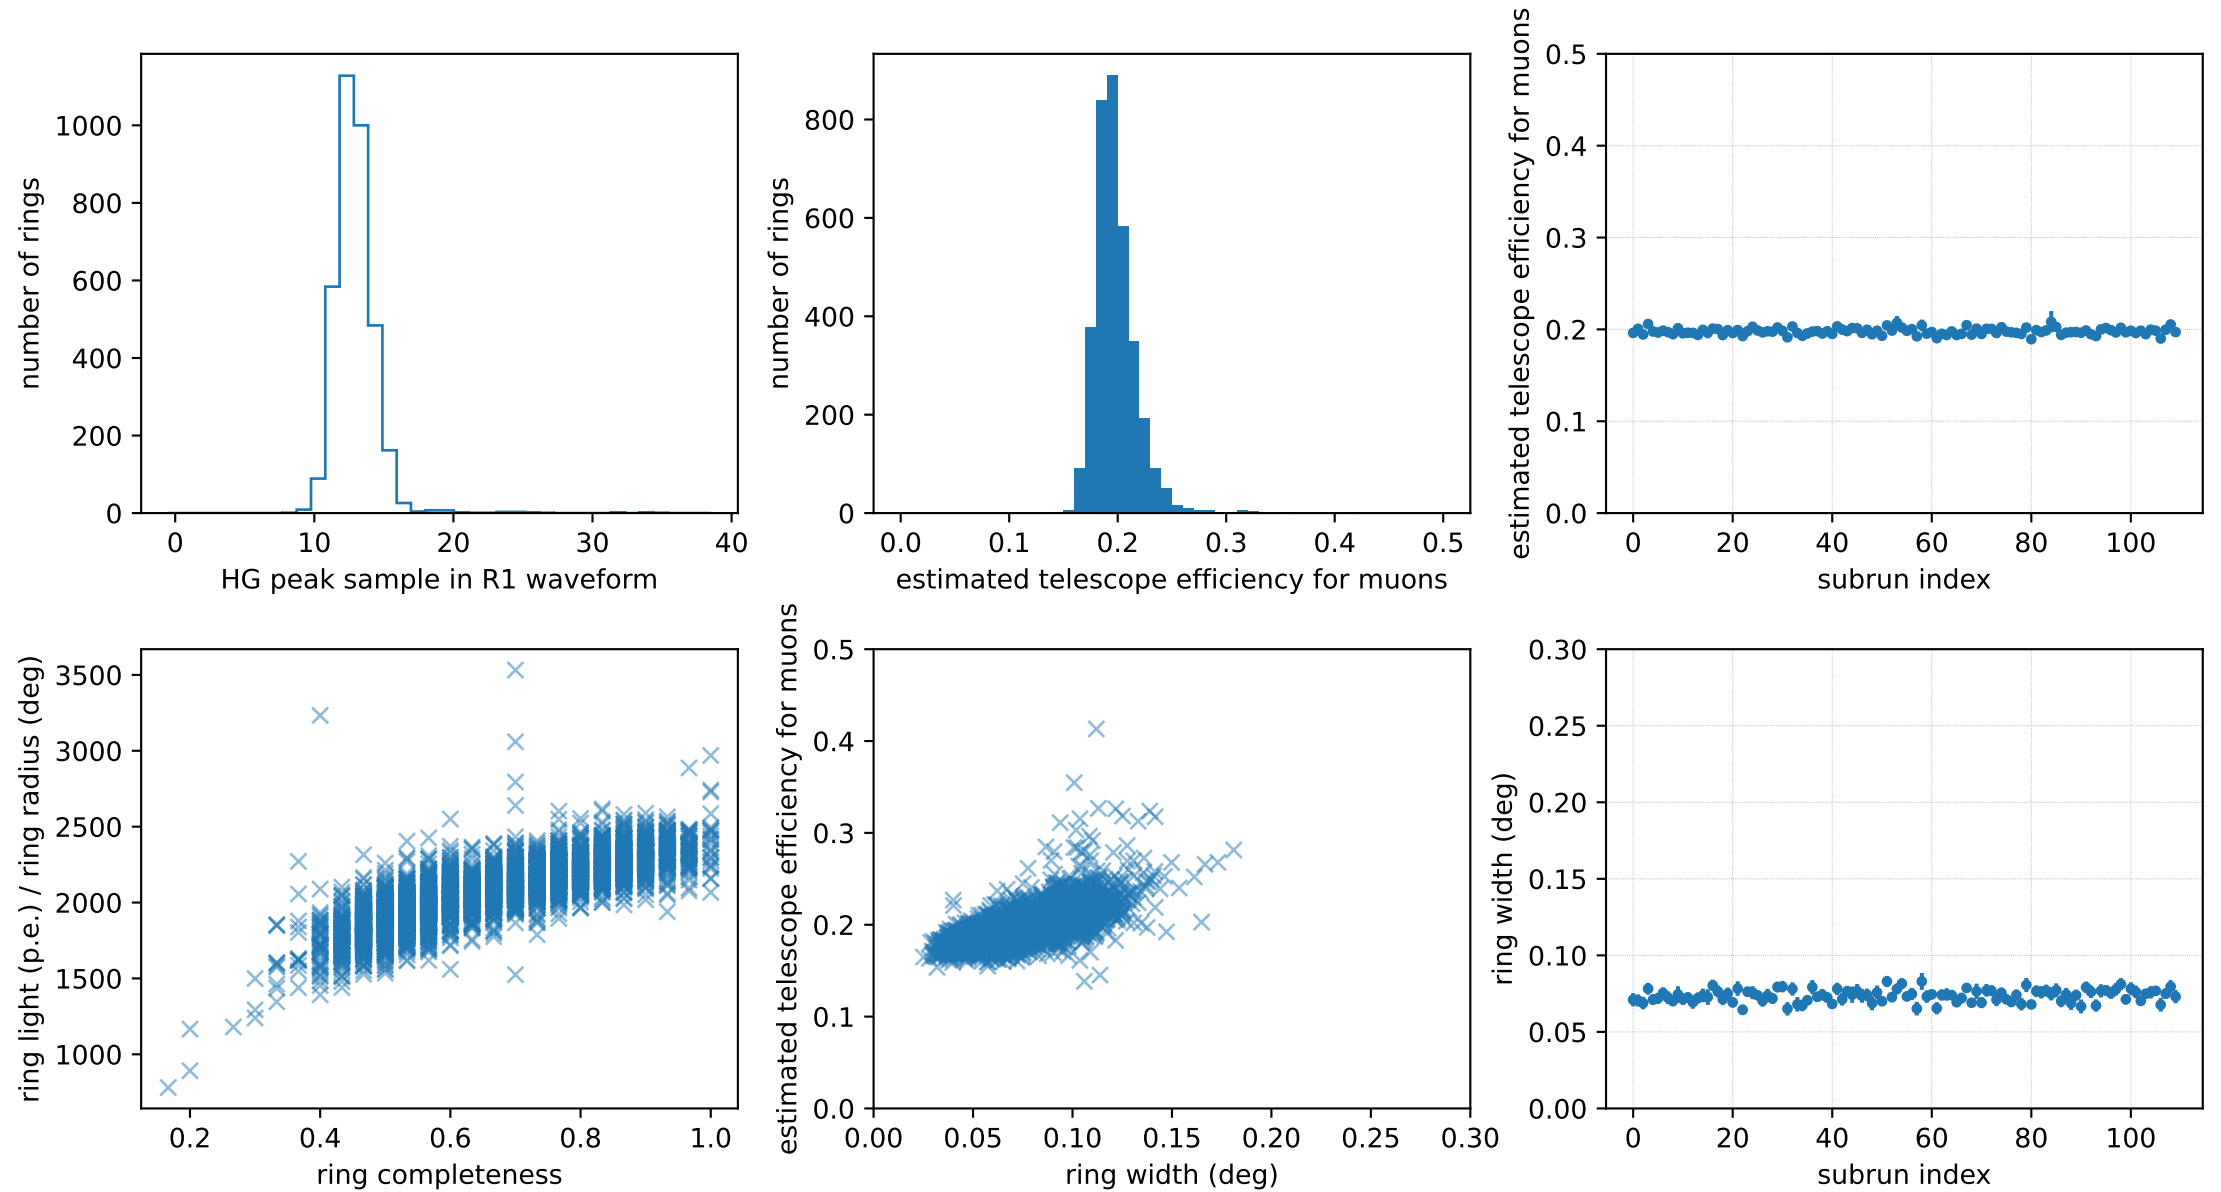 number of rings
1000
800
600
400
200
0
0 10 20 30 40
HG peak sample in R1 waveform
number of rings
800
600
400
200
0
0.0 0.1 0.2 0.3 0.4 0.5
estimated telescope efficiency for muons
estimated telescope efficiency for muons
0.5
0.4
0.3
0.2
0.1
0.0
0 20 40 60 80 100
subrun index
ring light (p.e.) / ring radius (deg)
3500
3000
2500
2000
1500
1000
0.2 0.4 0.6 0.8 1.0
ring completeness
estimated telescope efficiency for muons
0.5
0.4
0.3
0.2
0.1
0.0
0.00 0.05 0.10 0.15 0.20 0.25 0.30
ring width (deg)
ring width (deg)
0.30
0.25
0.20
0.15
0.10
0.05
0.00
0 20 40 60 80 100
subrun index